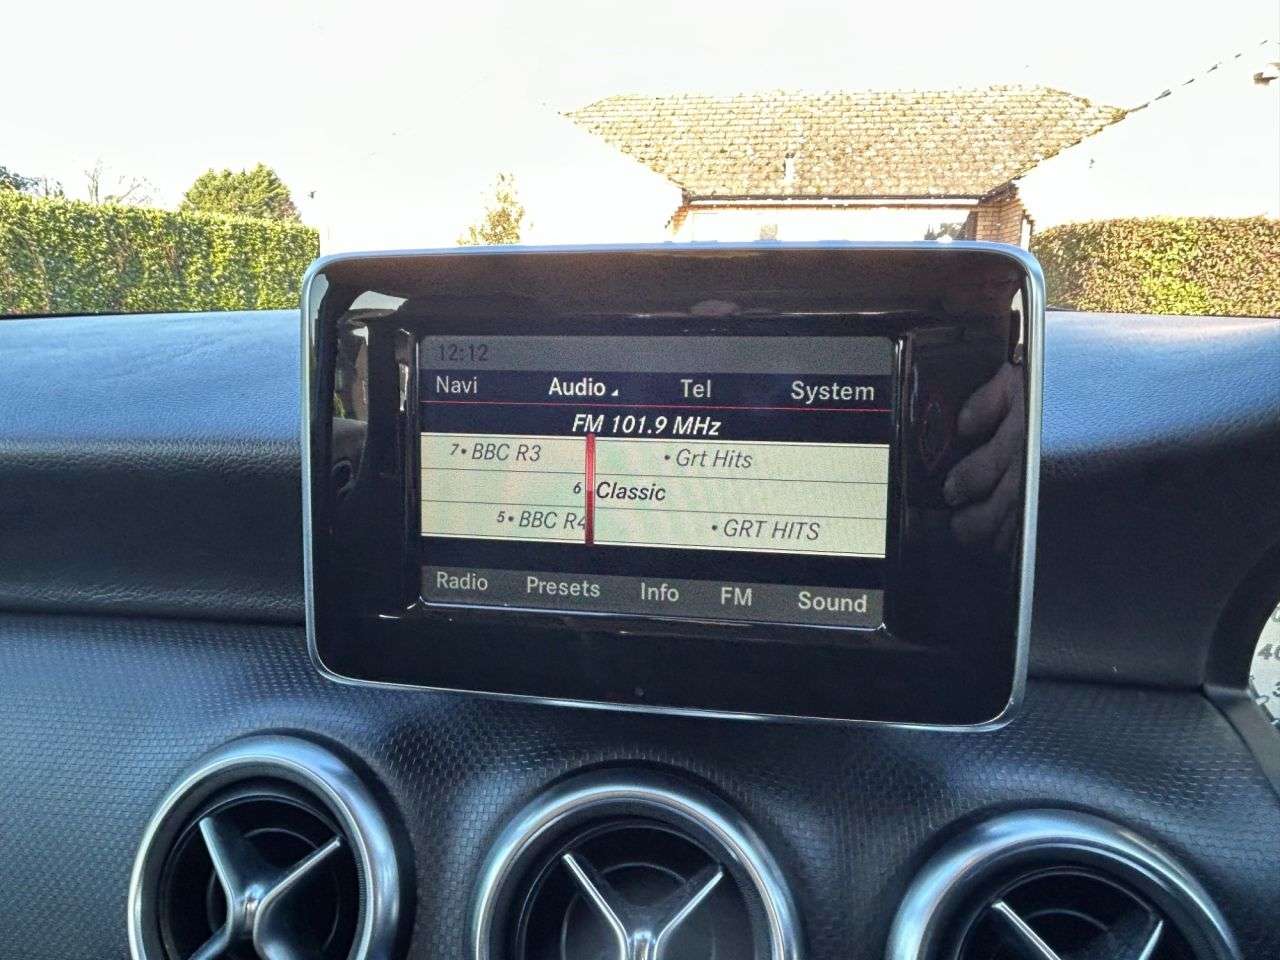 12:12
Navi Audio Tel System
FM 101.9 MHz
7• BBC R3 • Grt Hits
6 Classic
5• BBC R4 • GRT HITS
Radio Presets Info FM Sound
40